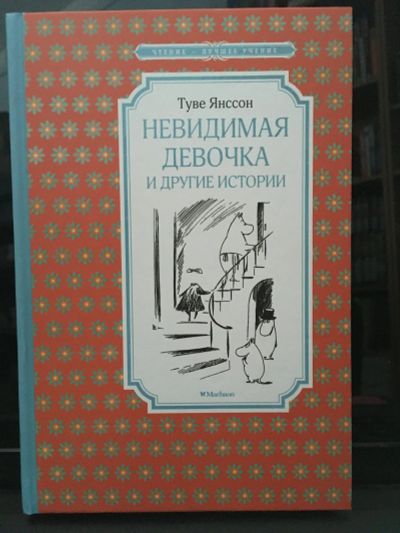 ЧТЕНИЕ – ЛУЧШЕЕ УЧЕНИЕ
Туве Янссон
НЕВИДИМАЯ
ДЕВОЧКА
И ДРУГИЕ ИСТОРИИ
Machaon